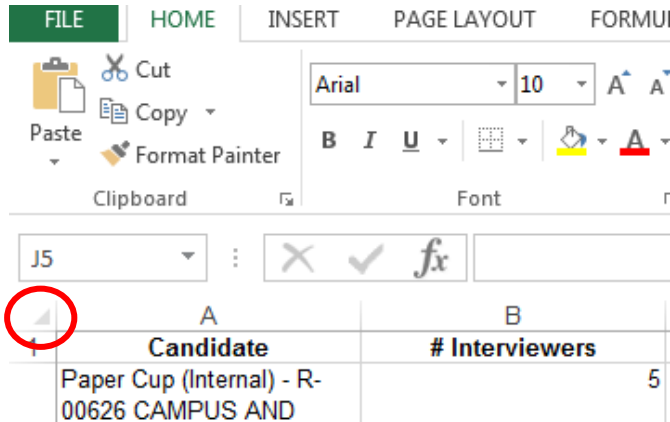 FILE HOME INSERT PAGE LAYOUT
Cut
Arial 10 A A
Copy
Paste
B I U A
Format Painter
Clipboard Font
J5 fx
A B
1 Candidate # Interviewers
Paper Cup (Internal) - R- 5
00626 CAMPUS AND